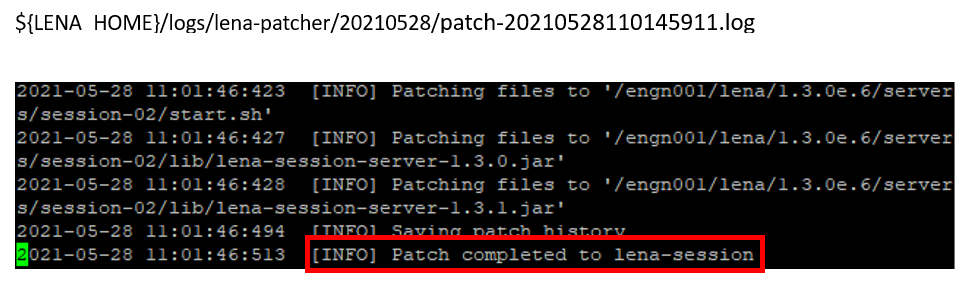 ${LENA HOME}/logs/lena-patcher/20210528/patch-20210528110145911.log
2021-05-28 11:01:46:423  [INFO] Patching files to '/engn001/lena/1.3.0e.6/server
s/session-02/start.sh'
2021-05-28 11:01:46:427  [INFO] Patching files to '/engn001/lena/1.3.0e.6/server
s/session-02/lib/lena-session-server-1.3.0.jar'
2021-05-28 11:01:46:428  [INFO] Patching files to '/engn001/lena/1.3.0e.6/server
s/session-02/lib/lena-session-server-1.3.1.jar'
2021-05-28 11:01:46:494  [INFO] Saving patch history
2021-05-28 11:01:46:513  [INFO] Patch completed to lena-session